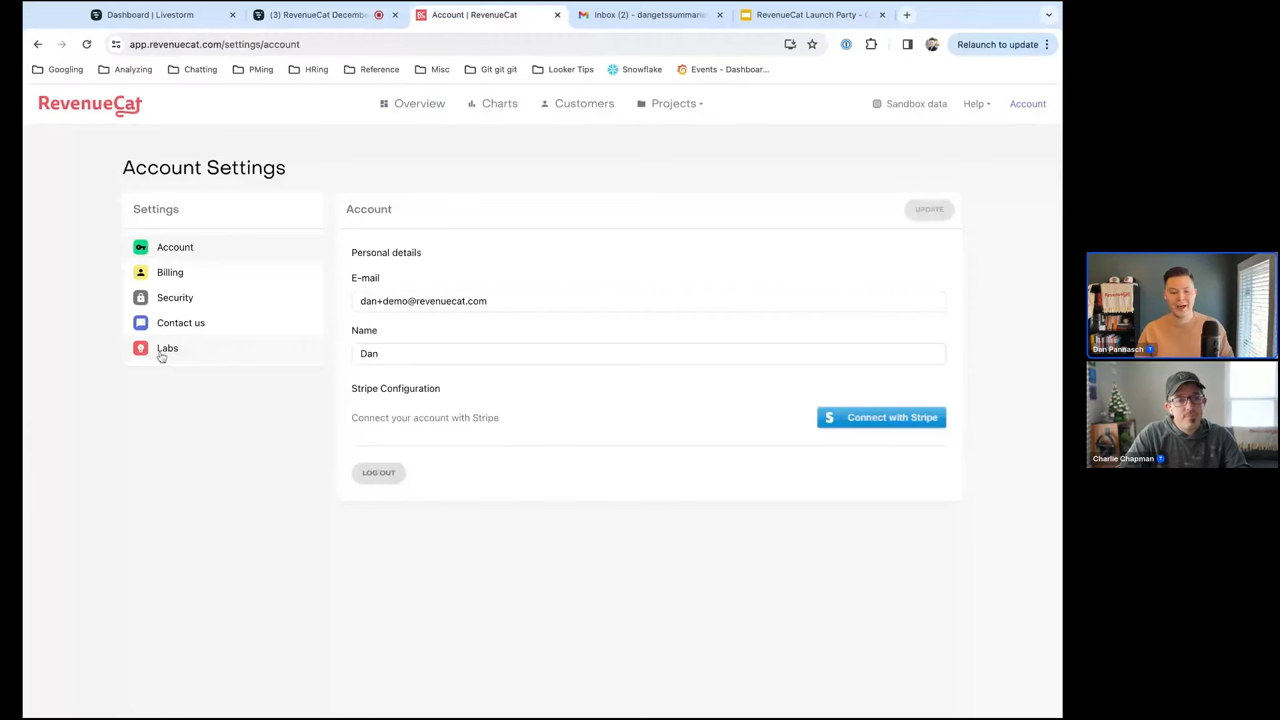 Dashboard | Livestorm
(3) RevenueCat Decemb
Account | RevenueCat
Inbox (2) - dangetssummane
RevenueCat Launch Party - G
app.revenuecat.com/settings/account
Relaunch to update
Googling
Analyzing
Chatting
PMing
HRing
Reference
Misc
Git git git
Looker Tips
Snowflake
Events - Dashboar...
RevenueCat
Overview
Charts
Customers
Projects
Sandbox data
Help
Account
Account Settings
Settings
Account
Billing
Security
Contact us
Labs
Account
UPDATE
Personal details
E-mail
dan+demo@revenuecat.com
Name
Dan
Stripe Configuration
Connect your account with Stripe
S Connect with Stripe
LOG OUT
Dan Pannasch
Charlie Chapman